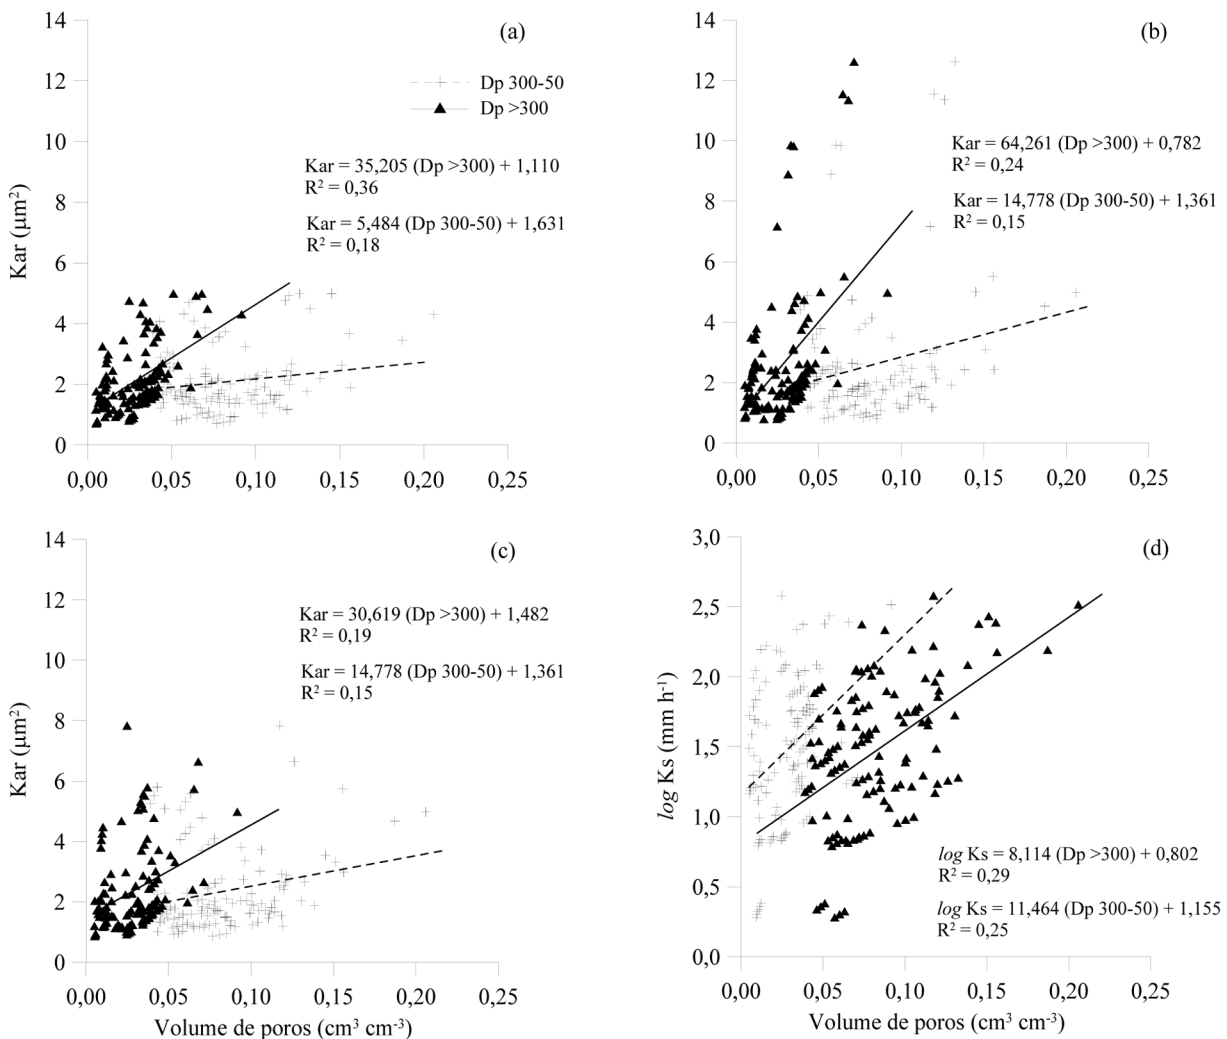 (a)
14
12
10
8
6
4
2
0
Kar (µm²)
Dp 300-50
Dp >300
Kar = 35,205 (Dp >300) + 1,110
R² = 0,36
Kar = 5,484 (Dp 300-50) + 1,631
R² = 0,18
0,00 0,05 0,10 0,15 0,20 0,25
(b)
14
12
10
8
6
4
2
0
Kar = 64,261 (Dp >300) + 0,782
R² = 0,24
Kar = 14,778 (Dp 300-50) + 1,361
R² = 0,15
0,00 0,05 0,10 0,15 0,20 0,25
(c)
14
12
10
8
6
4
2
0
Kar (µm²)
Kar = 30,619 (Dp >300) + 1,482
R² = 0,19
Kar = 14,778 (Dp 300-50) + 1,361
R² = 0,15
0,00 0,05 0,10 0,15 0,20 0,25
Volume de poros (cm³ cm⁻³)
(d)
3,0
2,5
2,0
1,5
1,0
0,5
0,0
log Ks (mm h⁻¹)
log Ks = 8,114 (Dp >300) + 0,802
R² = 0,29
log Ks = 11,464 (Dp 300-50) + 1,155
R² = 0,25
0,00 0,05 0,10 0,15 0,20 0,25
Volume de poros (cm³ cm⁻³)